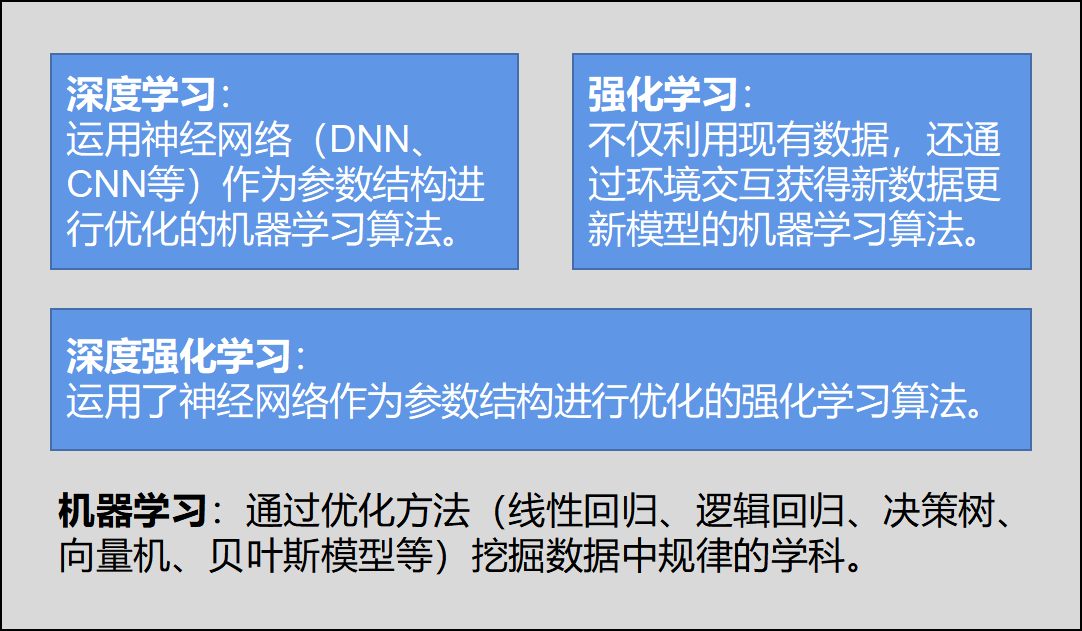 深度学习：
运用神经网络（DNN、
CNN等）作为参数结构进
行优化的机器学习算法。
强化学习：
不仅利用现有数据，还通
过环境交互获得新数据更
新模型的机器学习算法。
深度强化学习：
运用了神经网络作为参数结构进行优化的强化学习算法。
机器学习：通过优化方法（线性回归、逻辑回归、决策树、
向量机、贝叶斯模型等）挖掘数据中规律的学科。